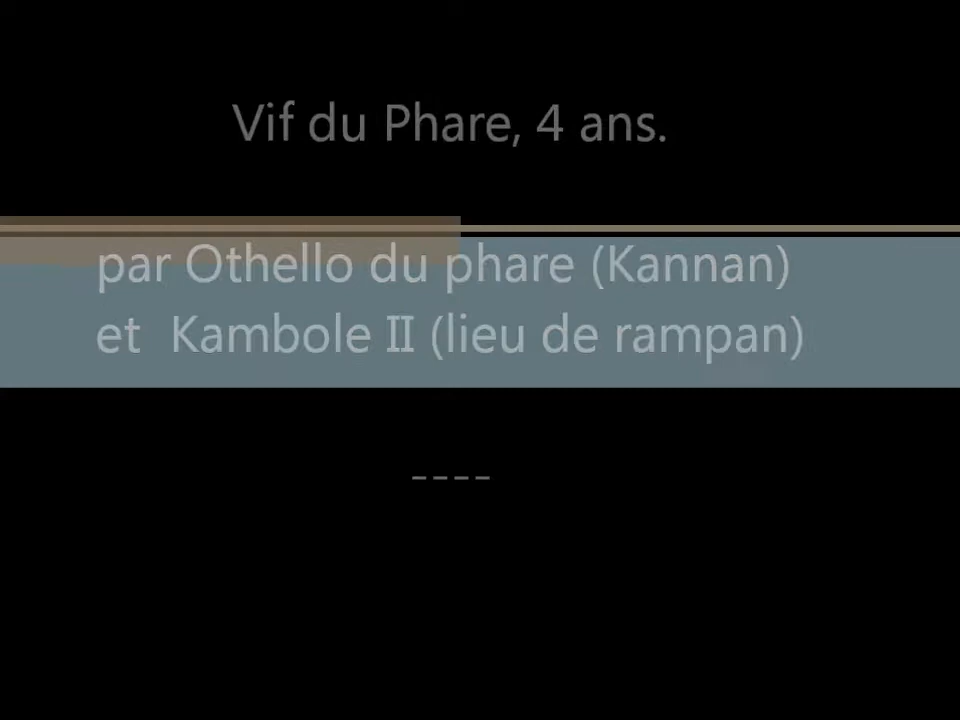 Vif du Phare, 4 ans.
par Othello du phare (Kannan)
et Kambole II (lieu de rampan)
----